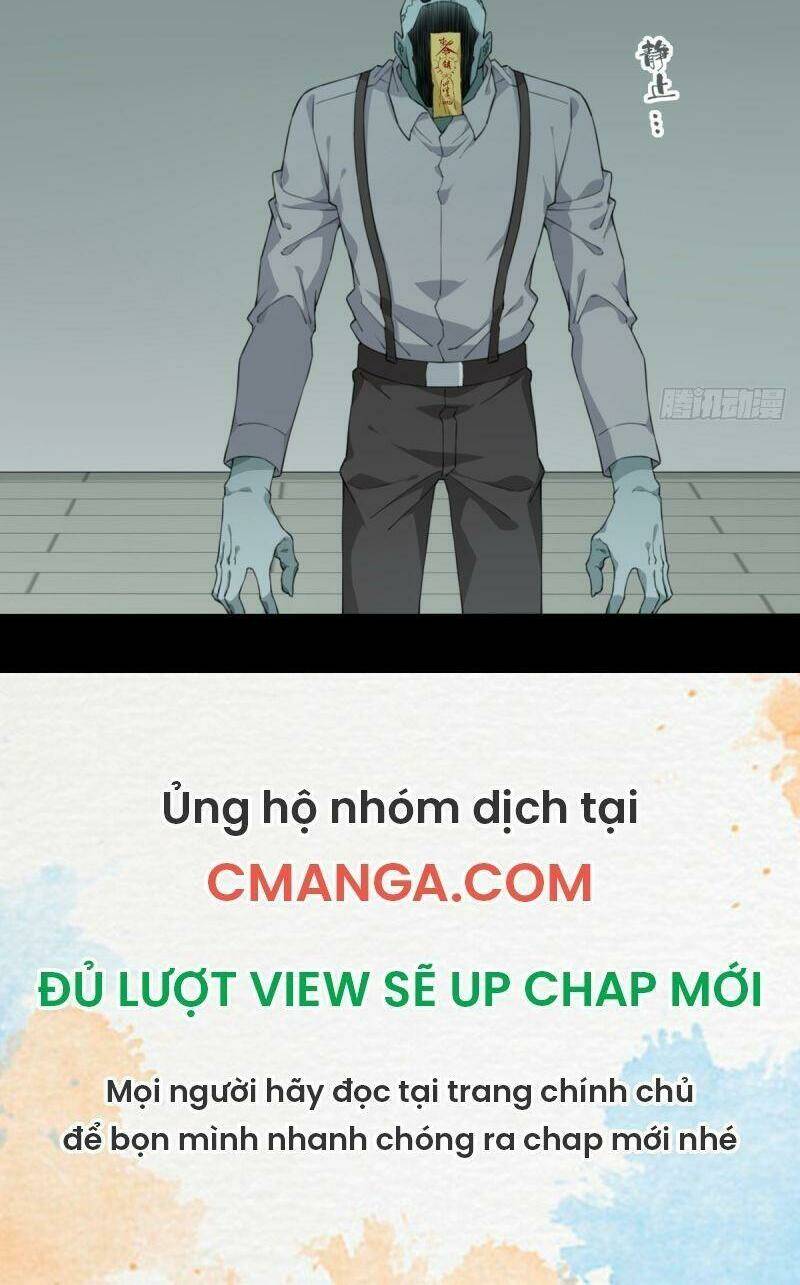 静止...
腾讯动漫
Ủng hộ nhóm dịch tại
CMANGA.COM
ĐỦ LƯỢT VIEW SẼ UP CHAP MỚI
Mọi người hãy đọc tại trang chính chủ
để bọn mình nhanh chóng ra chap mới nhé